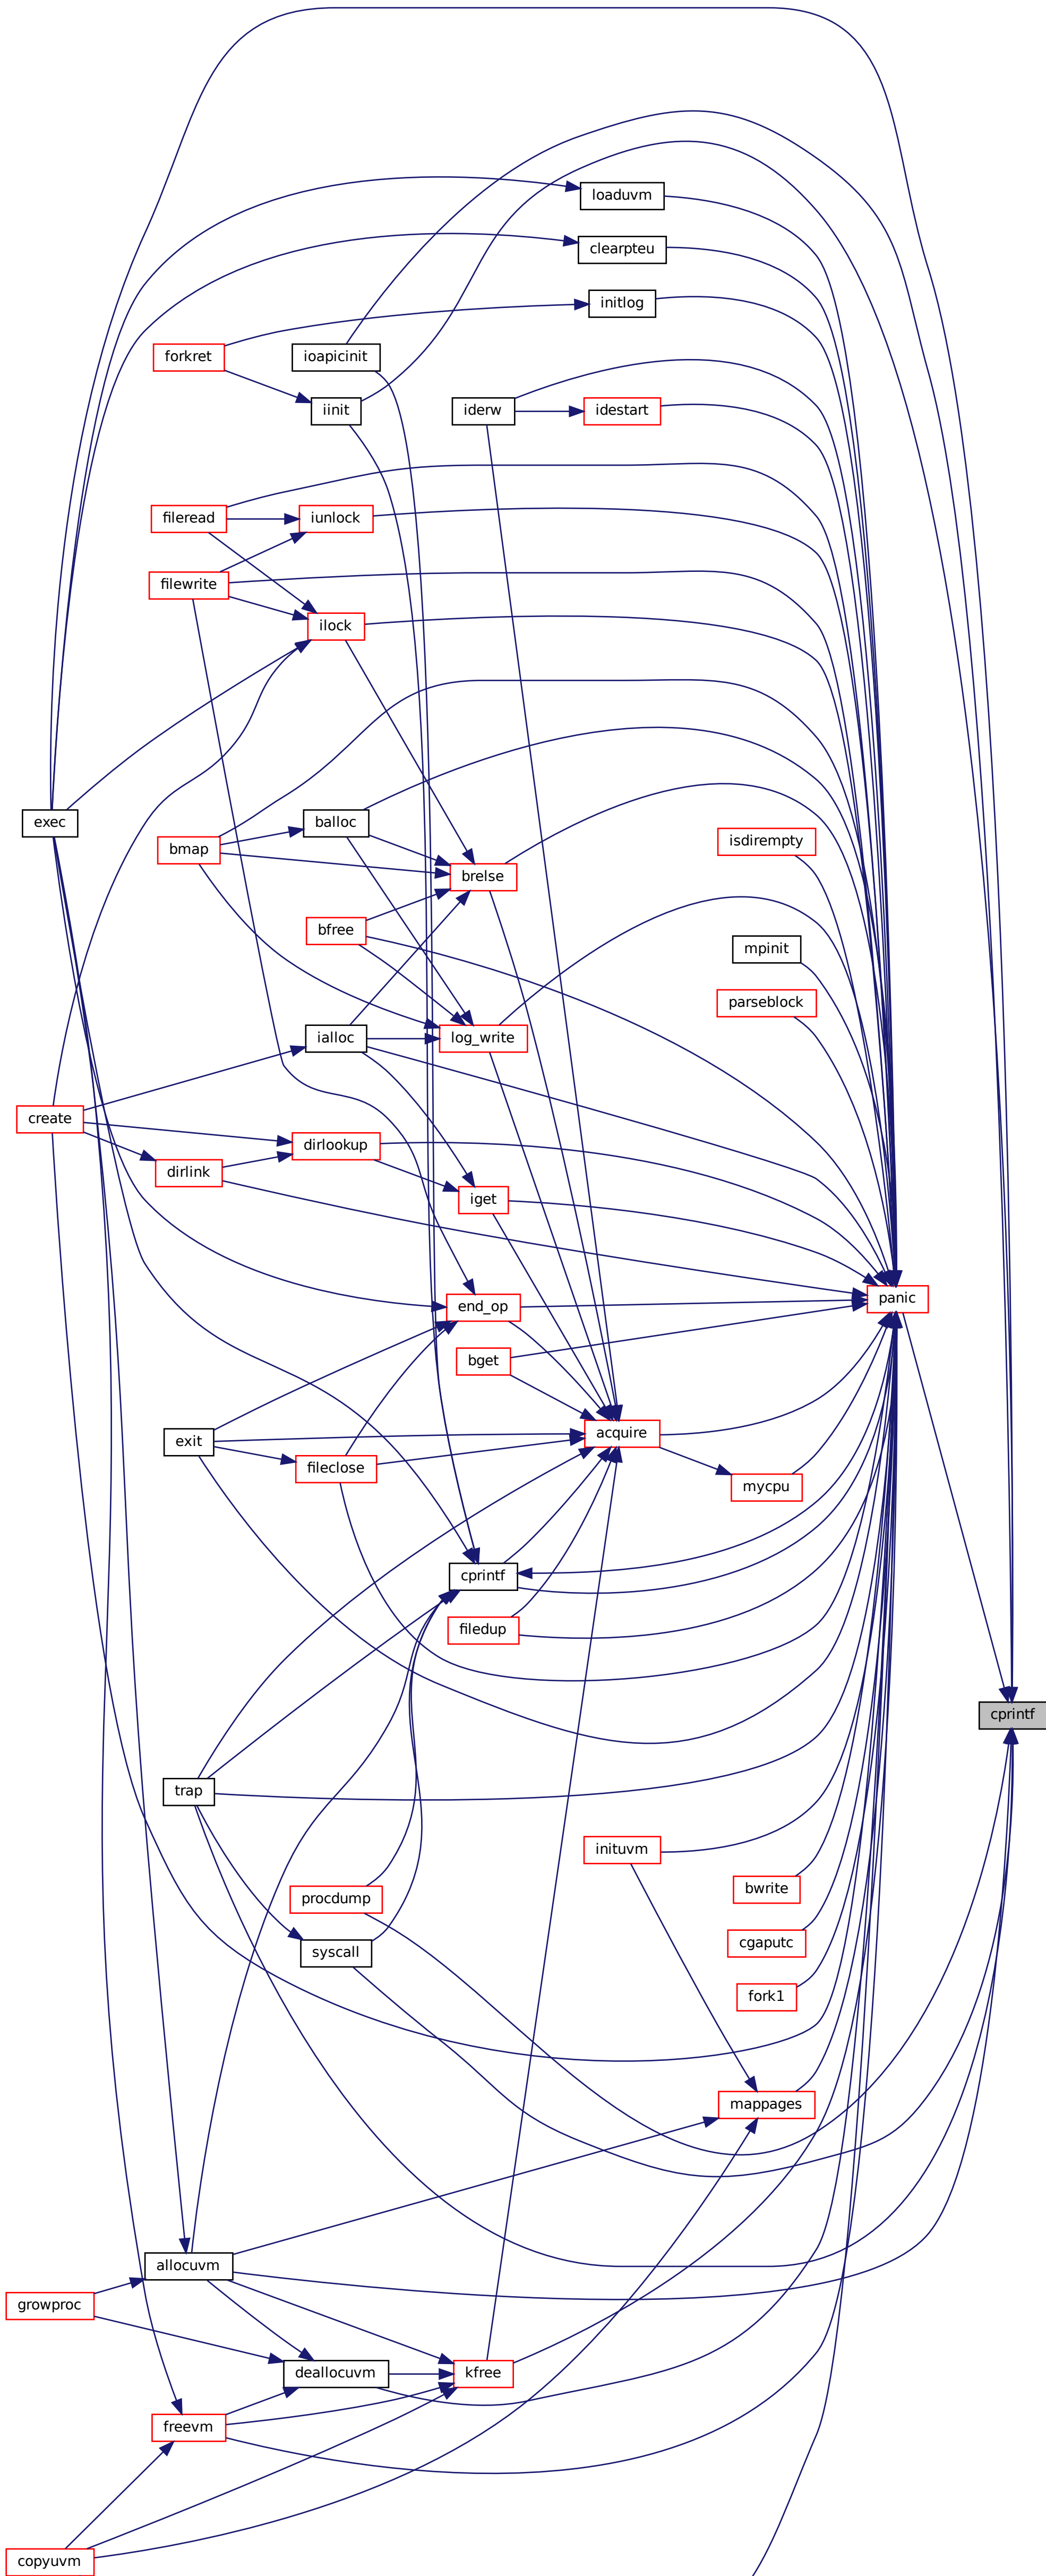 loaduvm
clearpteu
initlog
forkret
ioapicinit
iinit
iderw
idestart
fileread
iunlock
filewrite
ilock
exec
balloc
isdirempty
bmap
brelse
bfree
mpinit
parseblock
ialloc
log_write
create
dirlookup
dirlink
iget
panic
end_op
bget
acquire
exit
fileclose
mycpu
cprintf
filedup
cprintf
trap
inituvm
bwrite
procdump
cgaputc
syscall
fork1
mappages
allocuvm
growproc
deallocuvm
kfree
freevm
copyuvm